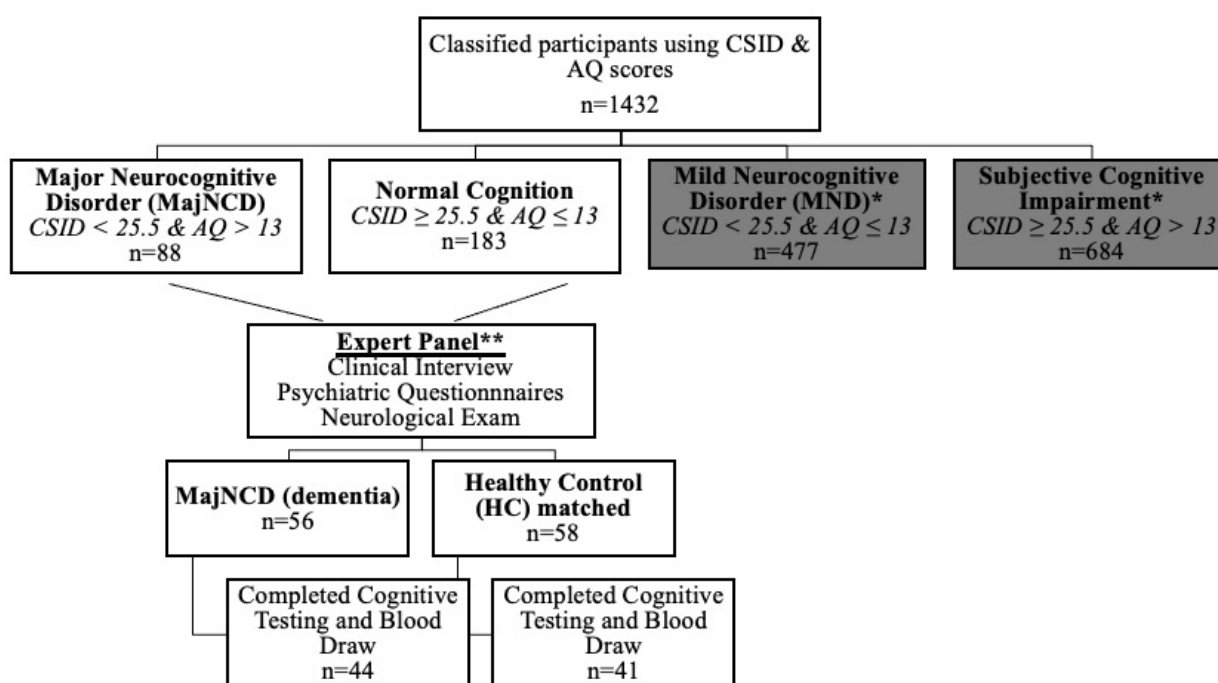 Classified participants using CSID &
AQ scores
n=1432
Major Neurocognitive
Disorder (MajNCD)
CSID < 25.5 & AQ > 13
n=88
Normal Cognition
CSID ≥ 25.5 & AQ ≤ 13
n=183
Mild Neurocognitive
Disorder (MND)*
CSID < 25.5 & AQ ≤ 13
n=477
Subjective Cognitive
Impairment*
CSID ≥ 25.5 & AQ > 13
n=684
Expert Panel**
Clinical Interview
Psychiatric Questionnnaires
Neurological Exam
MajNCD (dementia)
n=56
Healthy Control
(HC) matched
n=58
Completed Cognitive
Testing and Blood
Draw
n=44
Completed Cognitive
Testing and Blood
Draw
n=41